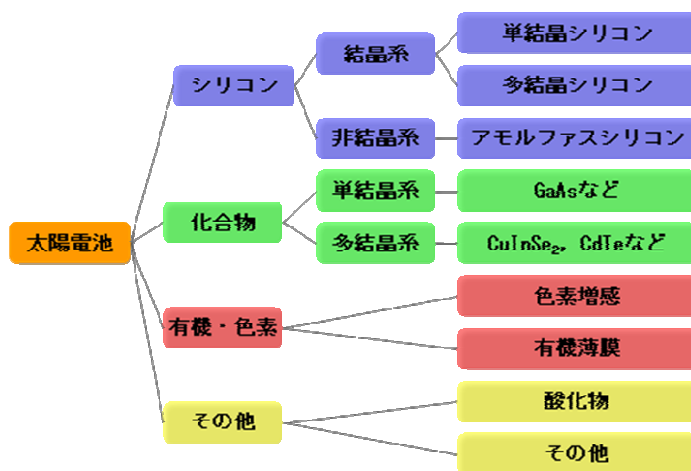 太陽電池
シリコン
結晶系
単結晶シリコン
多結晶シリコン
非結晶系
アモルファスシリコン
化合物
単結晶系
GaAsなど
多結晶系
CuInSe₂, CdTeなど
有機・色素
色素増感
有機薄膜
その他
酸化物
その他